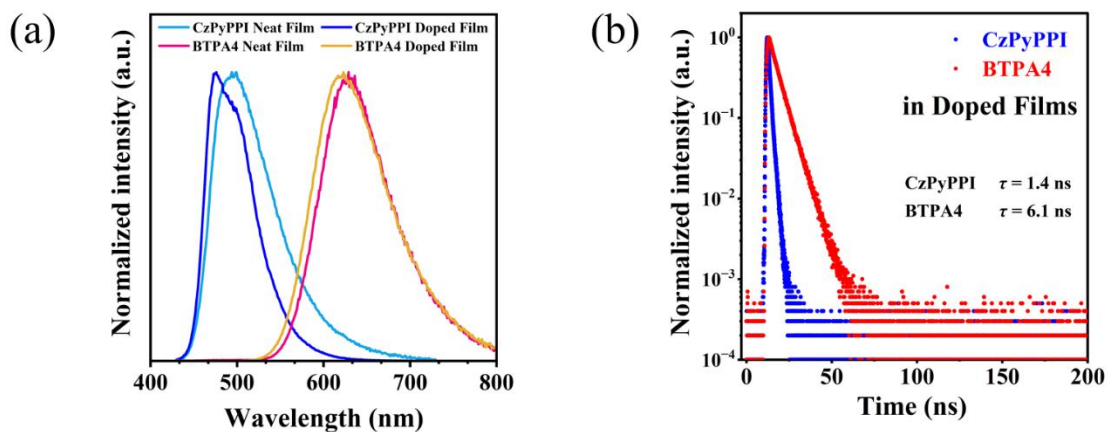 (a)
CzPyPPI Neat Film CzPyPPI Doped Film
BTPA4 Neat Film BTPA4 Doped Film
Normalized intensity (a.u.)
400 500 600 700 800
Wavelength (nm)
(b)
CzPyPPI
BTPA4
in Doped Films
CzPyPPI τ = 1.4 ns
BTPA4 τ = 6.1 ns
Normalized intensity (a.u.)
10⁰
10⁻¹
10⁻²
10⁻³
10⁻⁴
0 50 100 150 200
Time (ns)